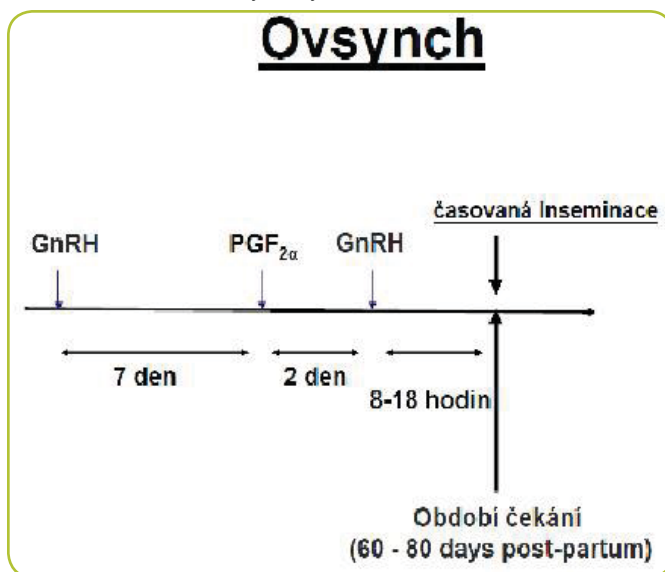 Ovsynch
časovaná Inseminace
GnRH PGF2α GnRH
7 den 2 den
8-18 hodin
Období čekání
(60 - 80 days post-partum)